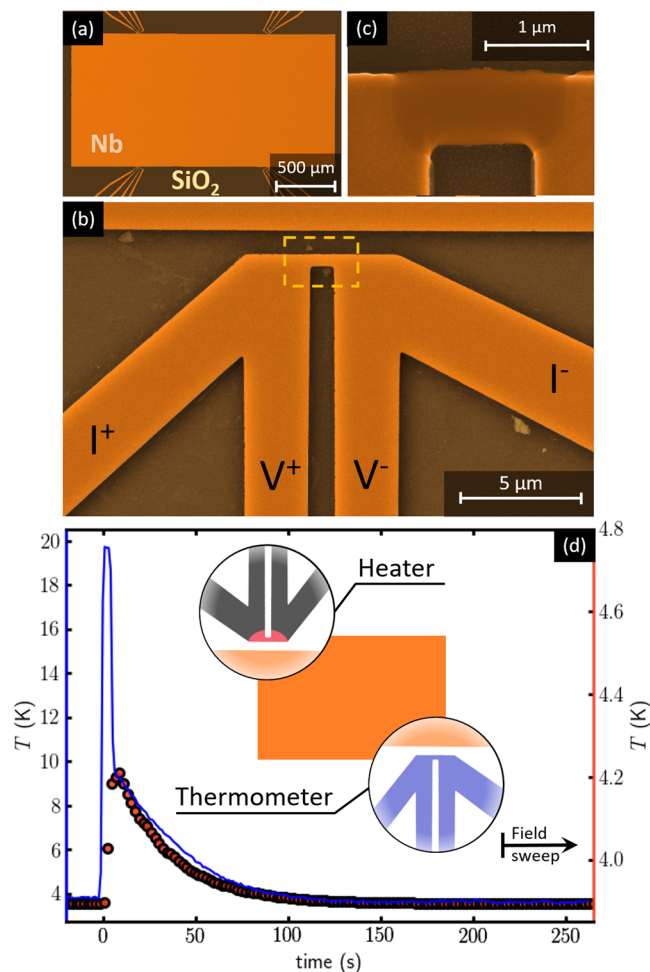 (a)
Nb
SiO₂
500 μm
(c)
1 μm
(b)
I⁺
V⁺
V⁻
I⁻
5 μm
(d)
Heater
Thermometer
Field
sweep
T (K)
20
18
16
14
12
10
8
6
4
T (K)
4.8
4.6
4.4
4.2
4.0
0
50
100
150
200
250
time (s)